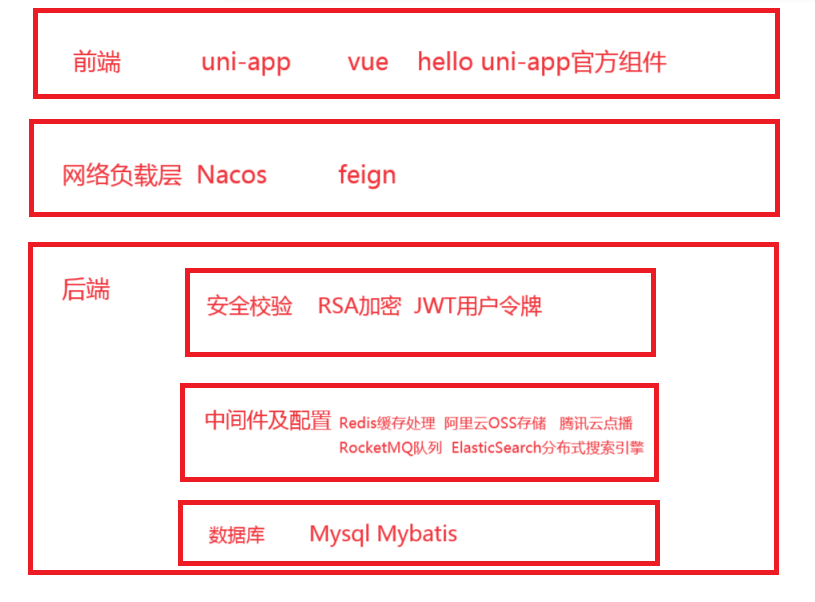 前端 uni-app vue hello uni-app官方组件
网络负载层 Nacos feign
后端
安全校验 RSA加密 JWT用户令牌
中间件及配置 Redis缓存处理 阿里云OSS存储 腾讯云点播
RocketMQ队列 ElasticSearch分布式搜索引擎
数据库 Mysql Mybatis